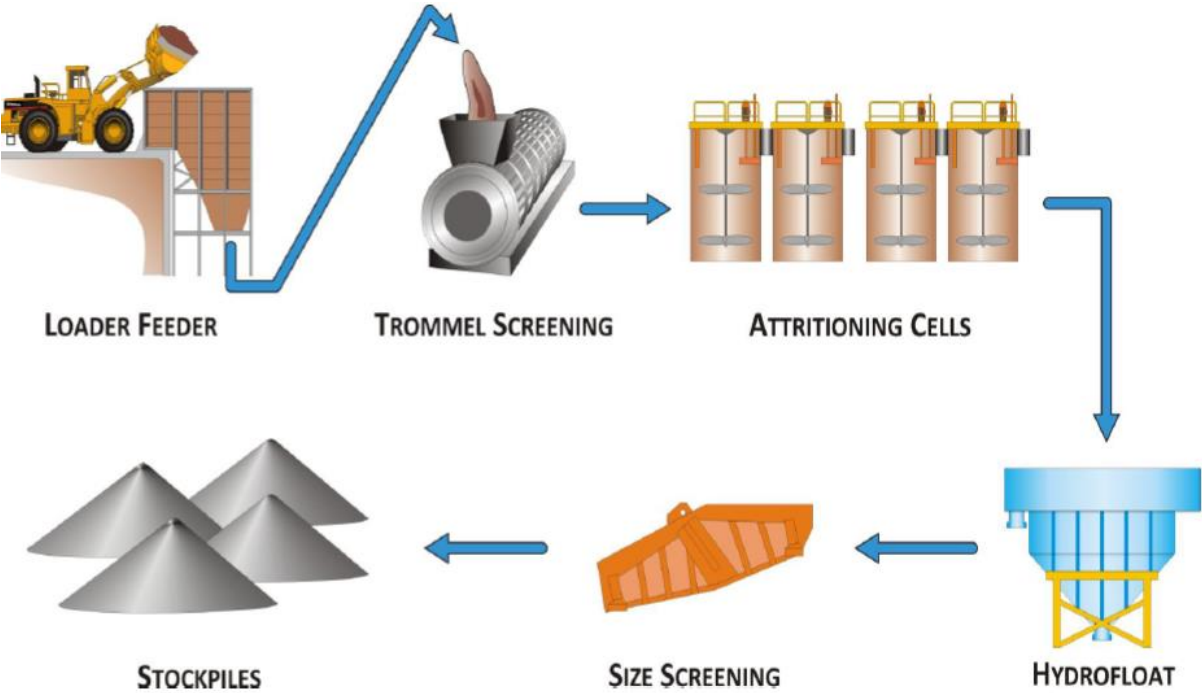 LOADER FEEDER
TROMMEL SCREENING
ATTRITIONING CELLS
STOCKPILES
SIZE SCREENING
HYDROFLOAT